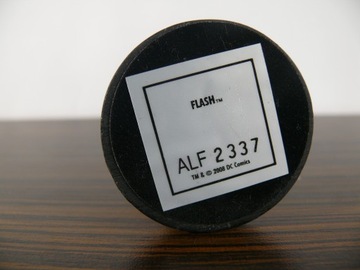 FLASH™
ALF 2337
TM & © 2008 DC Comics